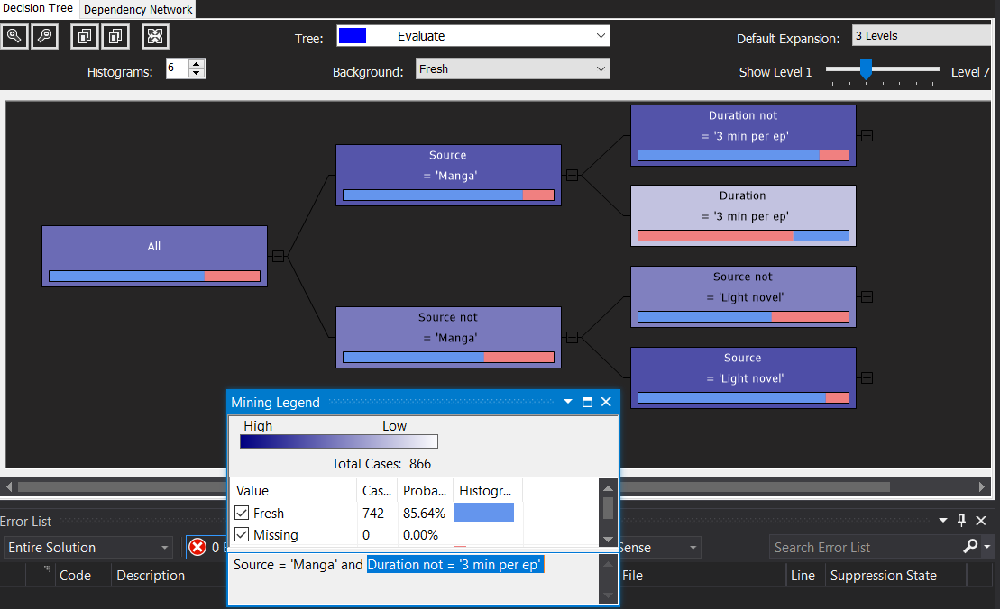 Decision Tree Dependency Network
Tree: Evaluate Default Expansion: 3 Levels
Histograms: 6 Background: Fresh Show Level 1 Level 7
Duration not
= '3 min per ep'
Source
= 'Manga'
Duration
= '3 min per ep'
All
Source not
= 'Light novel'
Source not
= 'Manga'
Source
= 'Light novel'
Mining Legend
High Low
Total Cases: 866
Value Cas... Proba... Histogr...
Fresh 742 85.64%
Missing 0 0.00%
Source = 'Manga' and Duration not = '3 min per ep'
Error List
Entire Solution 0 Sense Search Error List
Code Description File Line Suppression State